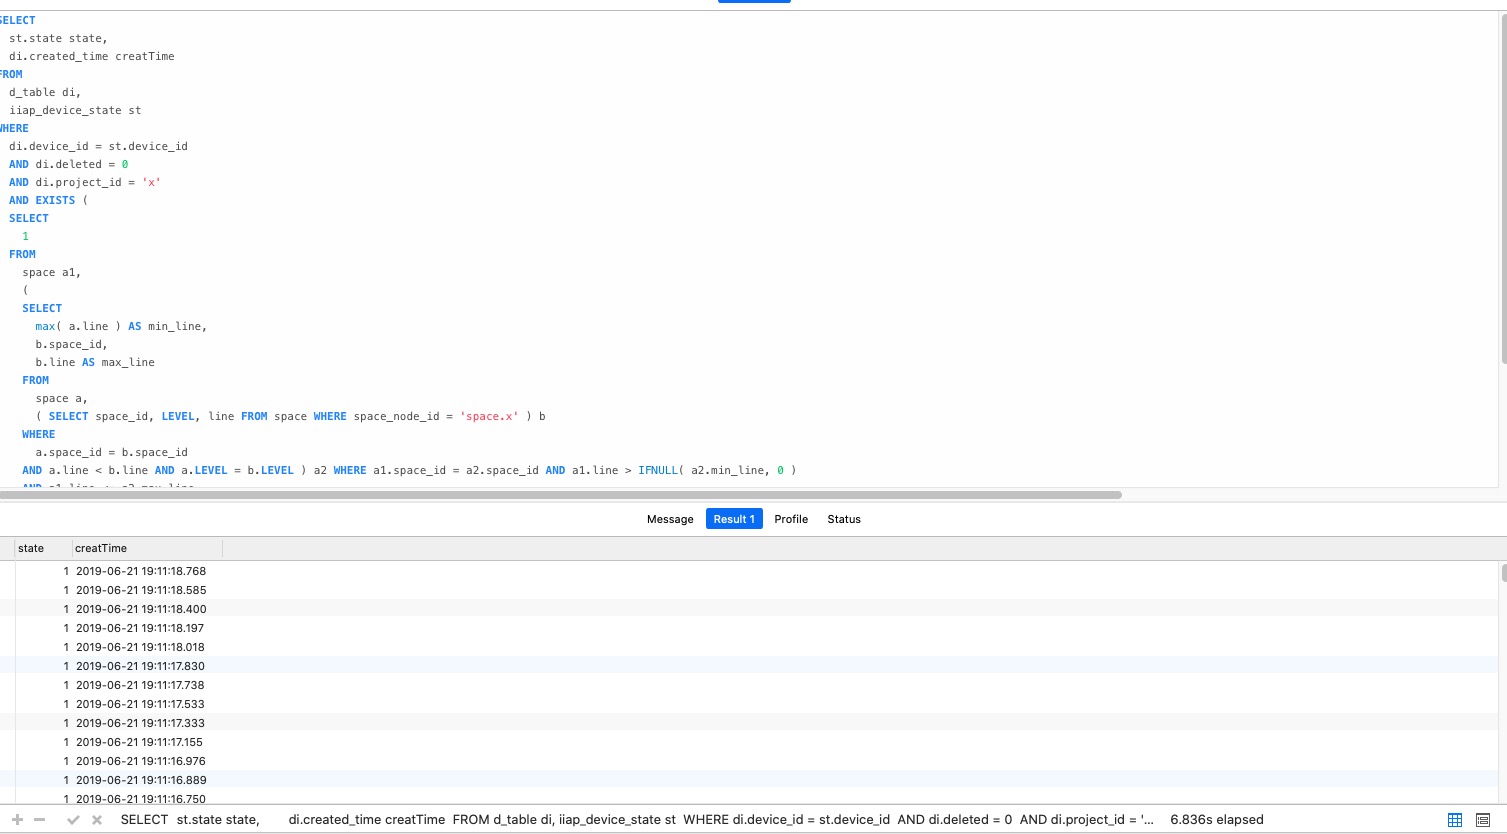 SELECT
st.state state,
di.created_time creatTime
FROM
d_table di,
iiap_device_state st
WHERE
di.device_id = st.device_id
AND di.deleted = 0
AND di.project_id = 'x'
AND EXISTS (
SELECT
1
FROM
space a1,
(
SELECT
max( a.line ) AS min_line,
b.space_id,
b.line AS max_line
FROM
space a,
( SELECT space_id, LEVEL, line FROM space WHERE space_node_id = 'space.x' ) b
WHERE
a.space_id = b.space_id
AND a.line < b.line AND a.LEVEL = b.LEVEL ) a2 WHERE a1.space_id = a2.space_id AND a1.line > IFNULL( a2.min_line, 0 )
Message Result 1 Profile Status
state creatTime
1 2019-06-21 19:11:18.768
1 2019-06-21 19:11:18.585
1 2019-06-21 19:11:18.400
1 2019-06-21 19:11:18.197
1 2019-06-21 19:11:18.018
1 2019-06-21 19:11:17.830
1 2019-06-21 19:11:17.738
1 2019-06-21 19:11:17.533
1 2019-06-21 19:11:17.333
1 2019-06-21 19:11:17.155
1 2019-06-21 19:11:16.976
1 2019-06-21 19:11:16.889
1 2019-06-21 19:11:16.750
SELECT st.state state, di.created_time creatTime FROM d_table di, iiap_device_state st WHERE di.device_id = st.device_id AND di.deleted = 0 AND di.project_id = '... 6.836s elapsed